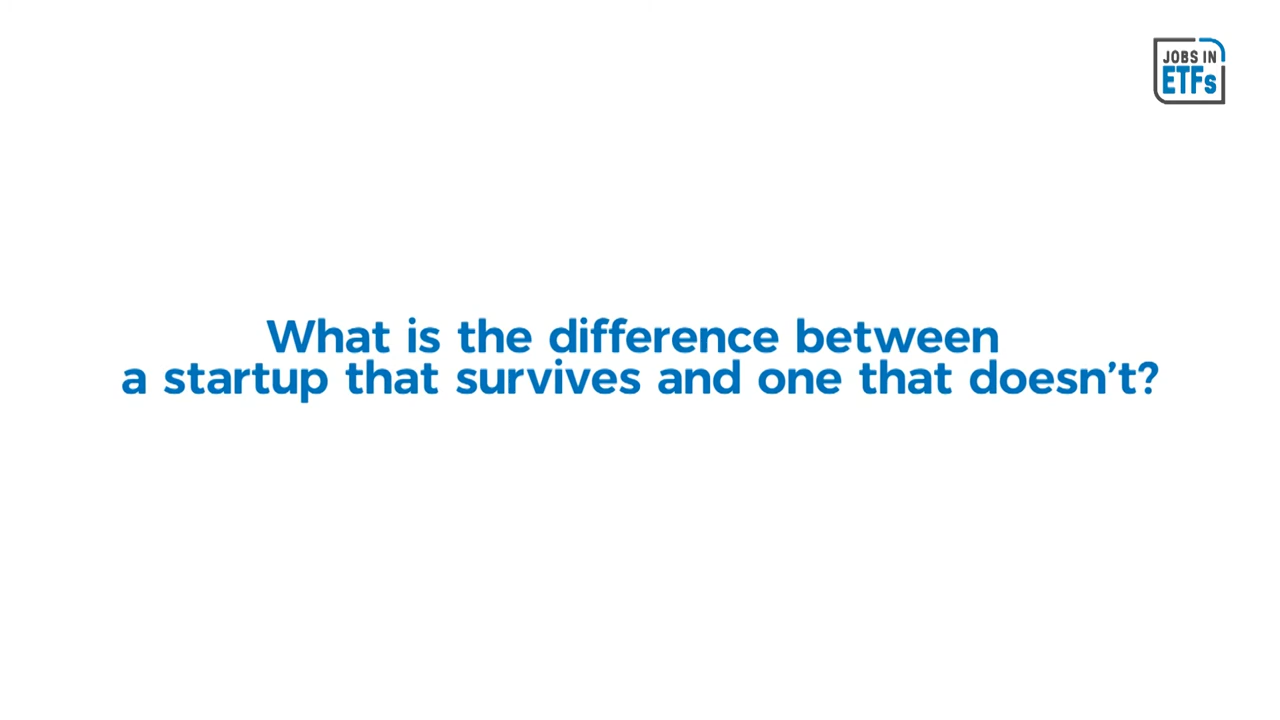 JOBS IN
ETFs
What is the difference between
a startup that survives and one that doesn’t?